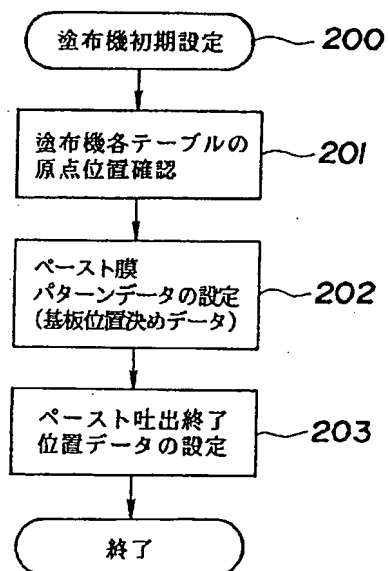 塗布機初期設定
200
塗布機各テーブルの
原点位置確認
201
ペースト膜
パターンデータの設定
(基板位置決めデータ)
202
ペースト吐出終了
位置データの設定
203
終了